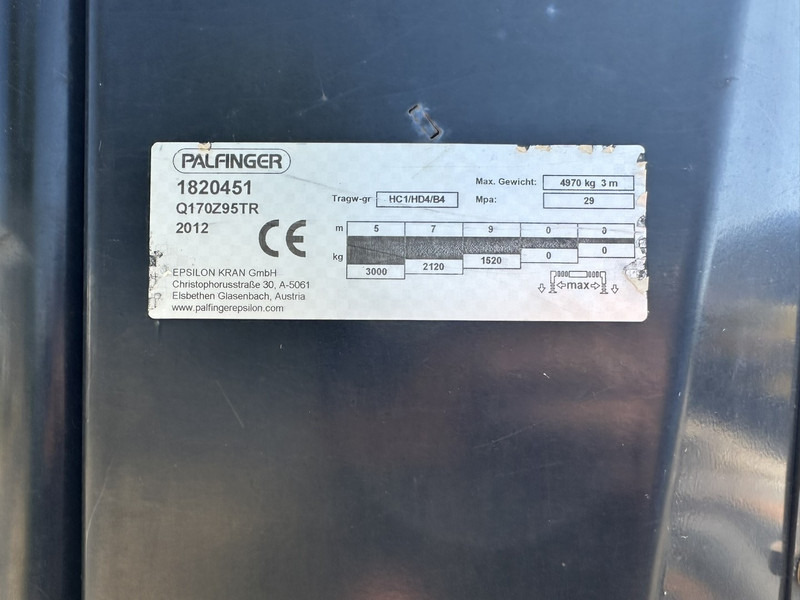 PALFINGER
1820451
Q170Z95TR
2012
CE
EPSILON KRAN GmbH
Christophorusstraße 30, A-5061
Elsbethen Glasenbach, Austria
www.palfingerepsilon.com
Tragw-gr HC1/HD4/B4
Max. Gewicht: 4970 kg 3 m
Mpa: 29
m 5 7 9 0 0
kg 3000 2120 1520 0 0
max